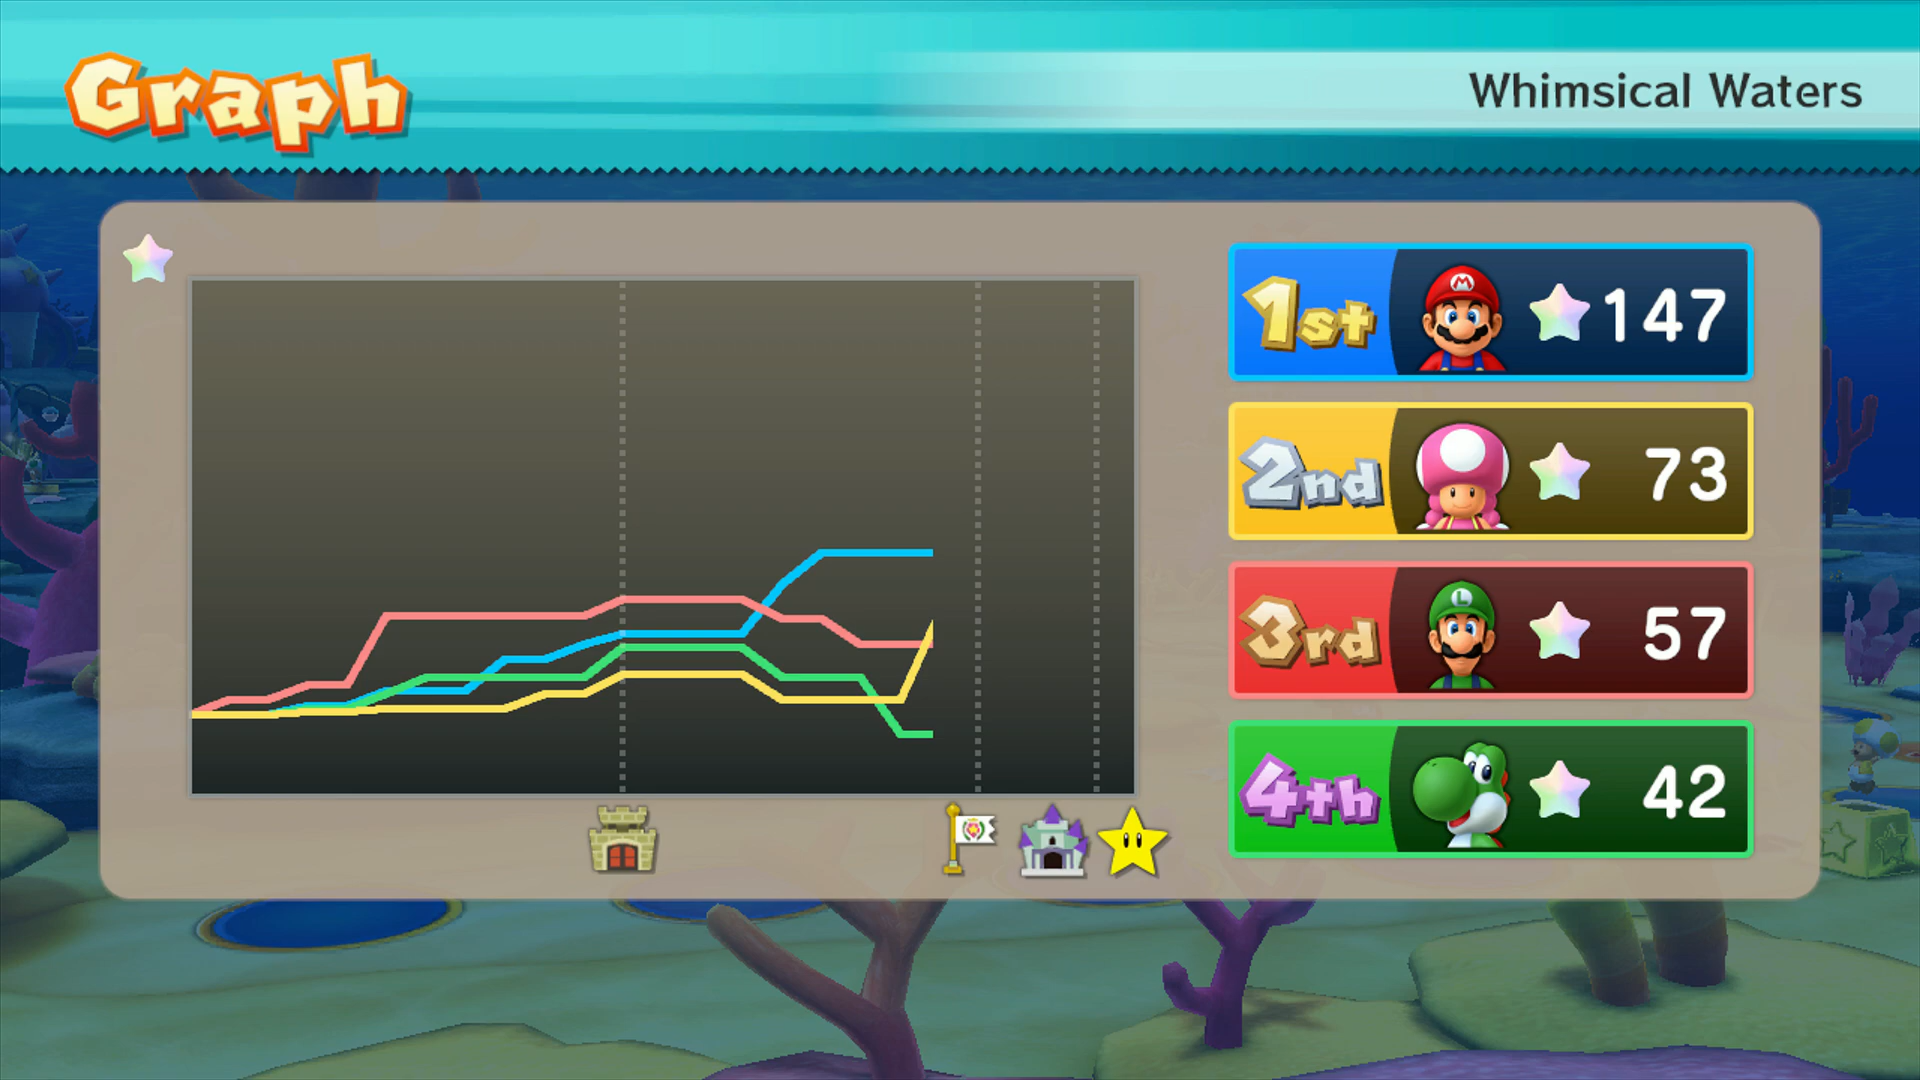 Graph
Whimsical Waters
1st 147
2nd 73
3rd 57
4th 42
M
L